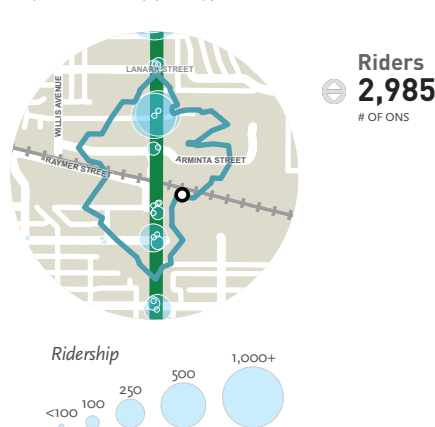 LANARK STREET
WILLIS AVENUE
ARMINTA STREET
RAYMER STREET
Riders
2,985
# OF ONS
Ridership
<100
100
250
500
1,000+